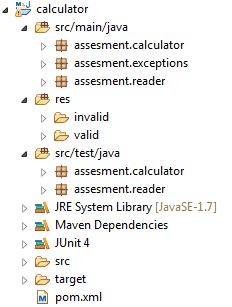 calculator
src/main/java
assesment.calculator
assesment.exceptions
assesment.reader
res
invalid
valid
src/test/java
assesment.calculator
assesment.reader
JRE System Library [JavaSE-1.7]
Maven Dependencies
JUnit 4
src
target
pom.xml